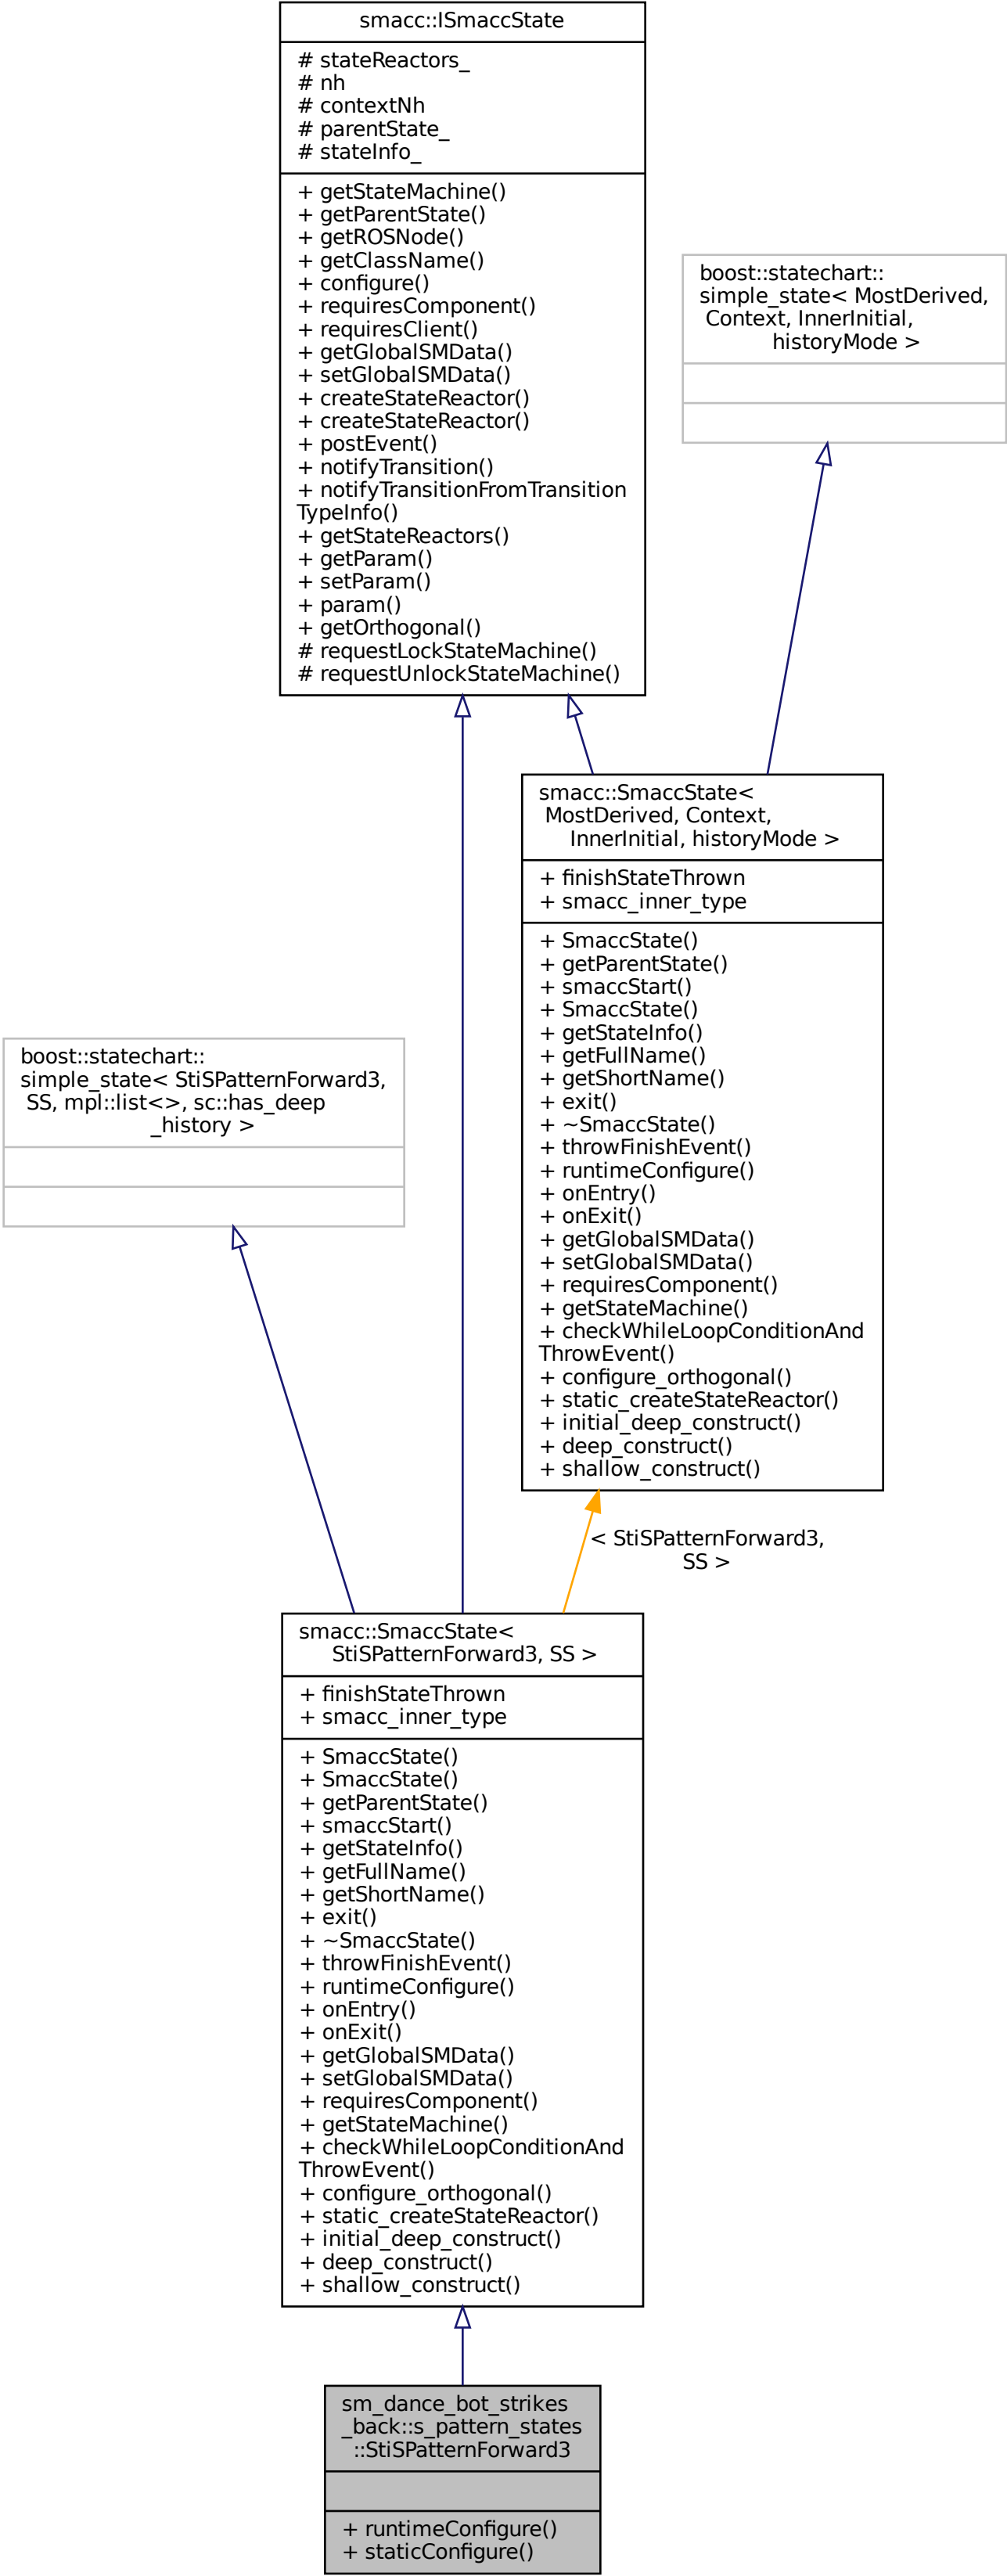 smacc::ISmaccState
# stateReactors_
# nh
# contextNh
# parentState_
# stateInfo_
+ getStateMachine()
+ getParentState()
+ getROSNode()
+ getClassName()
+ configure()
+ requiresComponent()
+ requiresClient()
+ getGlobalSMData()
+ setGlobalSMData()
+ createStateReactor()
+ createStateReactor()
+ postEvent()
+ notifyTransition()
+ notifyTransitionFromTransition
TypeInfo()
+ getStateReactors()
+ getParam()
+ setParam()
+ param()
+ getOrthogonal()
# requestLockStateMachine()
# requestUnlockStateMachine()
boost::statechart::
simple_state< MostDerived,
Context, InnerInitial,
historyMode >
smacc::SmaccState<
MostDerived, Context,
InnerInitial, historyMode >
+ finishStateThrown
+ smacc_inner_type
+ SmaccState()
+ getParentState()
+ smaccStart()
+ SmaccState()
+ getStateInfo()
+ getFullName()
+ getShortName()
+ exit()
+ ~SmaccState()
+ throwFinishEvent()
+ runtimeConfigure()
+ onEntry()
+ onExit()
+ getGlobalSMData()
+ setGlobalSMData()
+ requiresComponent()
+ getStateMachine()
+ checkWhileLoopConditionAnd
ThrowEvent()
+ configure_orthogonal()
+ static_createStateReactor()
+ initial_deep_construct()
+ deep_construct()
+ shallow_construct()
boost::statechart::
simple_state< StiSPatternForward3,
SS, mpl::list<>, sc::has_deep
_history >
< StiSPatternForward3,
SS >
smacc::SmaccState<
StiSPatternForward3, SS >
+ finishStateThrown
+ smacc_inner_type
+ SmaccState()
+ SmaccState()
+ getParentState()
+ smaccStart()
+ getStateInfo()
+ getFullName()
+ getShortName()
+ exit()
+ ~SmaccState()
+ throwFinishEvent()
+ runtimeConfigure()
+ onEntry()
+ onExit()
+ getGlobalSMData()
+ setGlobalSMData()
+ requiresComponent()
+ getStateMachine()
+ checkWhileLoopConditionAnd
ThrowEvent()
+ configure_orthogonal()
+ static_createStateReactor()
+ initial_deep_construct()
+ deep_construct()
+ shallow_construct()
sm_dance_bot_strikes
_back::s_pattern_states
::StiSPatternForward3
+ runtimeConfigure()
+ staticConfigure()